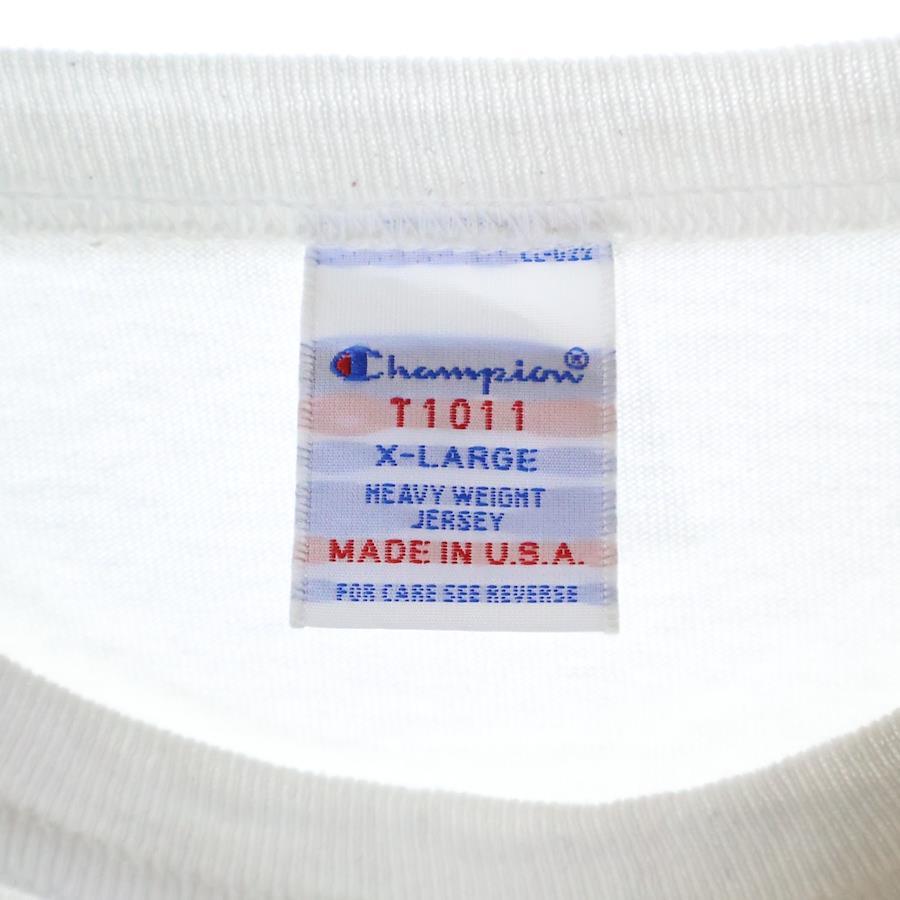 Champion®
T1011
X-LARGE
HEAVY WEIGHT
JERSEY
MADE IN U.S.A.
FOR CARE SEE REVERSE